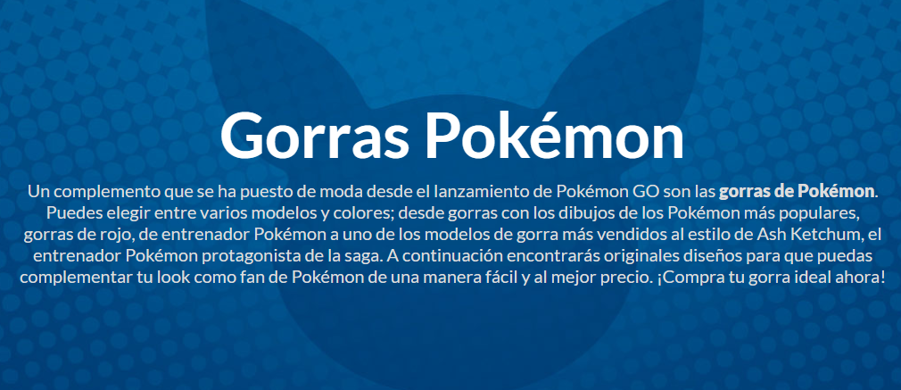 Gorras Pokémon
Un complemento que se ha puesto de moda desde el lanzamiento de Pokémon GO son las gorras de Pokémon.
Puedes elegir entre varios modelos y colores; desde gorras con los dibujos de los Pokémon más populares,
gorras de rojo, de entrenador Pokémon a uno de los modelos de gorra más vendidos al estilo de Ash Ketchum, el
entrenador Pokémon protagonista de la saga. A continuación encontrarás originales diseños para que puedas
complementar tu look como fan de Pokémon de una manera fácil y al mejor precio. ¡Compra tu gorra ideal ahora!